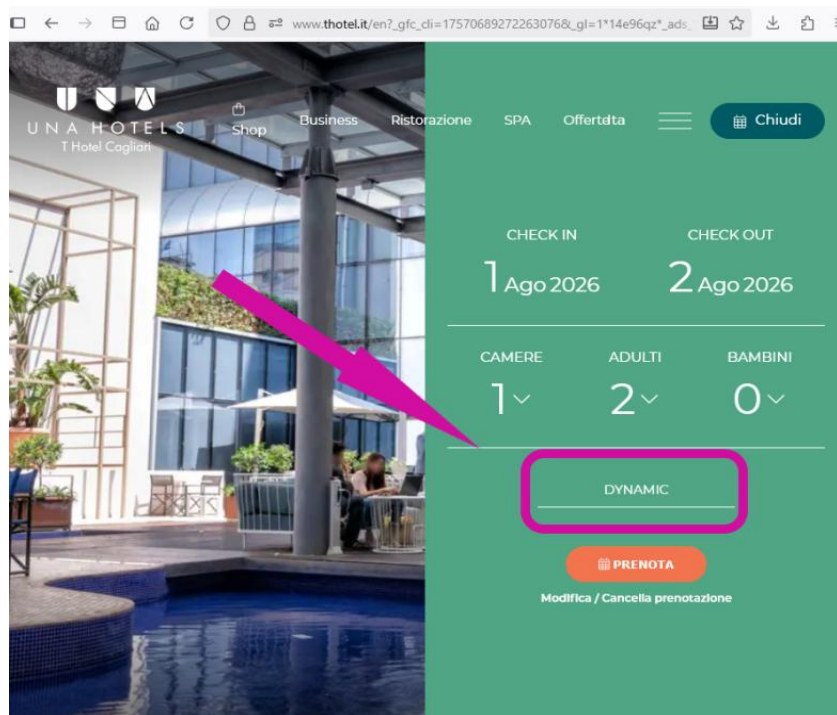 www.thotel.it/en?_gfc_cli=1757068927226307​6&_gl=1*14e96qz*_ads_
UNA HOTELS
T Hotel Cagliari
Shop
Business
Ristorazione
SPA
Offerte
Chiudi
CHECK IN
CHECK OUT
1 Ago 2026
2 Ago 2026
CAMERE
ADULTI
BAMBINI
1
2
0
DYNAMIC
PRENOTA
Modifica / Cancella prenotazione